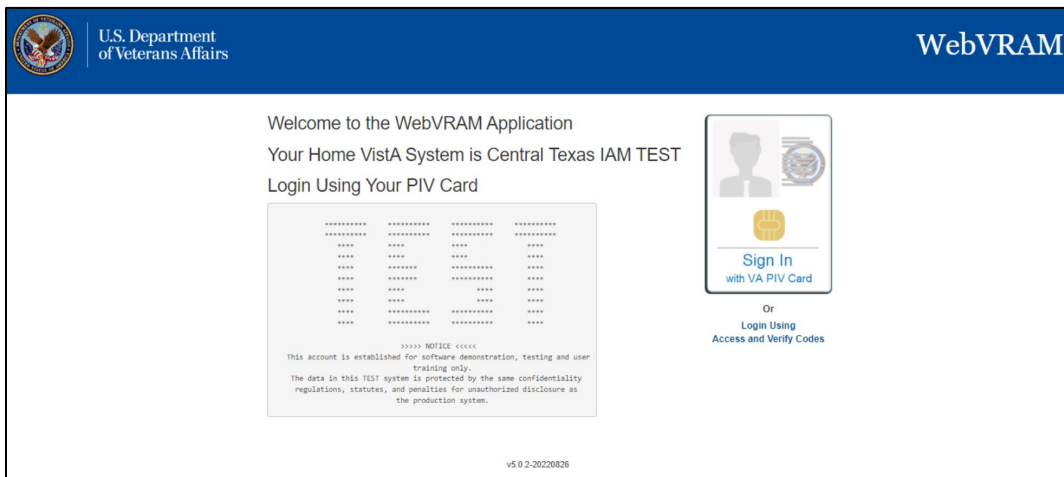 U.S. Department
of Veterans Affairs
WebVRAM
Welcome to the WebVRAM Application
Your Home VistA System is Central Texas IAM TEST
Login Using Your PIV Card
********** ********** ********** **********
********** ********** ********** **********
**** **** **** ****
**** **** **** ****
**** ******* ********** ****
**** ******* ********** ****
**** **** **** ****
**** **** **** ****
**** ********** ********** ****
**** ********** ********** ****
>>>>> NOTICE <<<<<
This account is established for software demonstration, testing and user
training only.
The data in this TEST system is protected by the same confidentiality
regulations, statutes, and penalties for unauthorized disclosure as
the production system.
Sign In
with VA PIV Card
Or
Login Using
Access and Verify Codes
v5.0.2-20220826